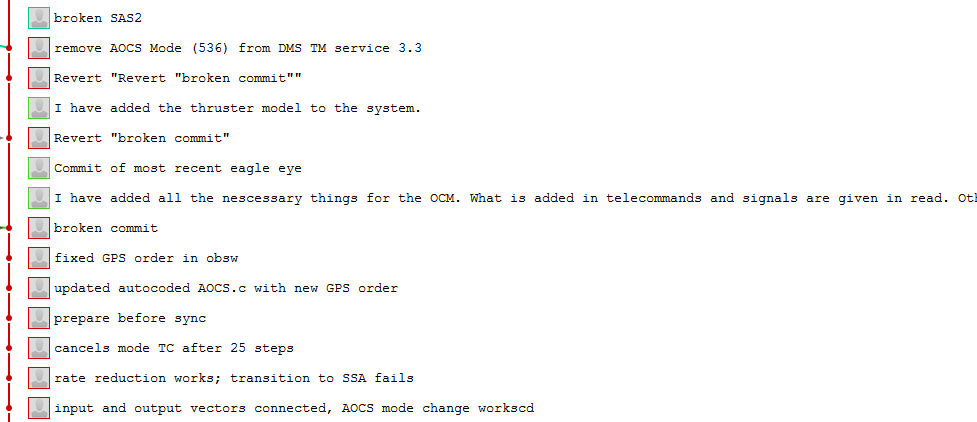 broken SAS2
remove AOCS Mode (536) from DMS TM service 3.3
Revert "Revert "broken commit""
I have added the thruster model to the system.
Revert "broken commit"
Commit of most recent eagle eye
I have added all the nescessary things for the OCM. What is added in telecommands and signals are given in read. Oth
broken commit
fixed GPS order in obsw
updated autocoded AOCS.c with new GPS order
prepare before sync
cancels mode TC after 25 steps
rate reduction works; transition to SSA fails
input and output vectors connected, AOCS mode change workscd